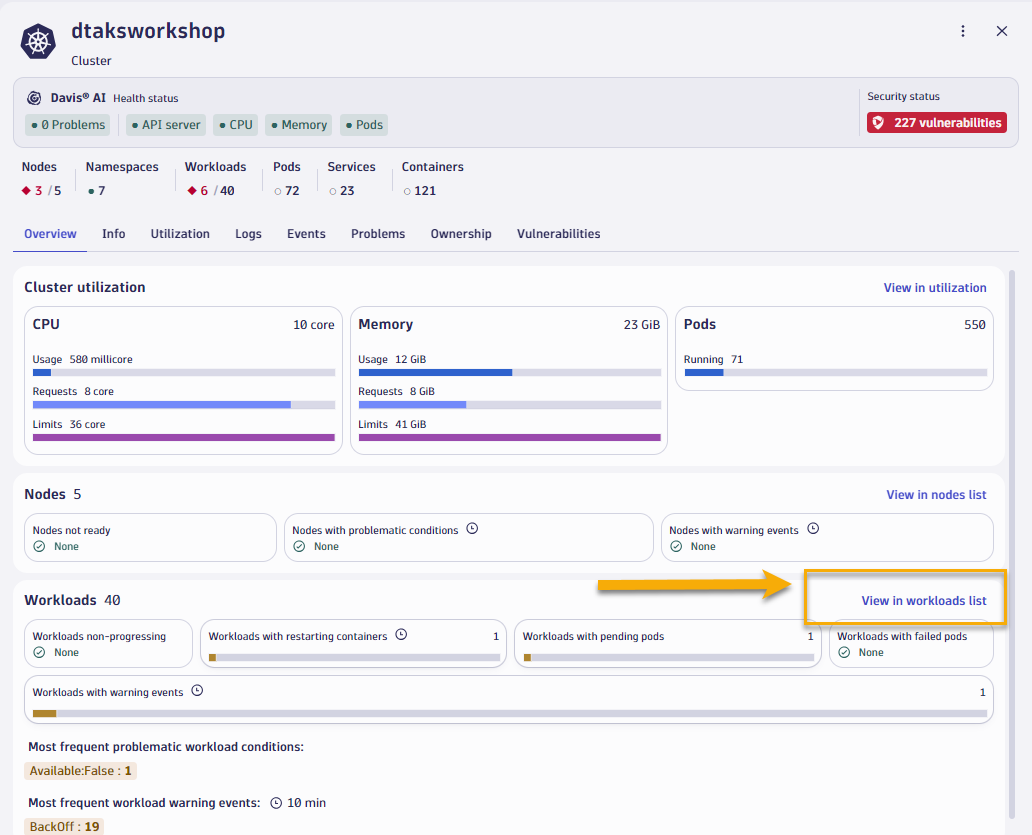 dtaksworkshop
Cluster
Davis® AI Health status
Security status
0 Problems API server CPU Memory Pods
227 vulnerabilities
Nodes Namespaces Workloads Pods Services Containers
3 / 5 7 6 / 40 72 23 121
Overview Info Utilization Logs Events Problems Ownership Vulnerabilities
Cluster utilization View in utilization
CPU 10 core
Usage 580 millicore
Requests 8 core
Limits 36 core
Memory 23 GiB
Usage 12 GiB
Requests 8 GiB
Limits 41 GiB
Pods 550
Running 71
Nodes 5 View in nodes list
Nodes not ready
None
Nodes with problematic conditions
None
Nodes with warning events
None
Workloads 40 View in workloads list
Workloads non-progressing
None
Workloads with restarting containers 1
Workloads with pending pods 1
Workloads with failed pods
None
Workloads with warning events 1
Most frequent problematic workload conditions:
Available:False : 1
Most frequent workload warning events: 10 min
BackOff : 19